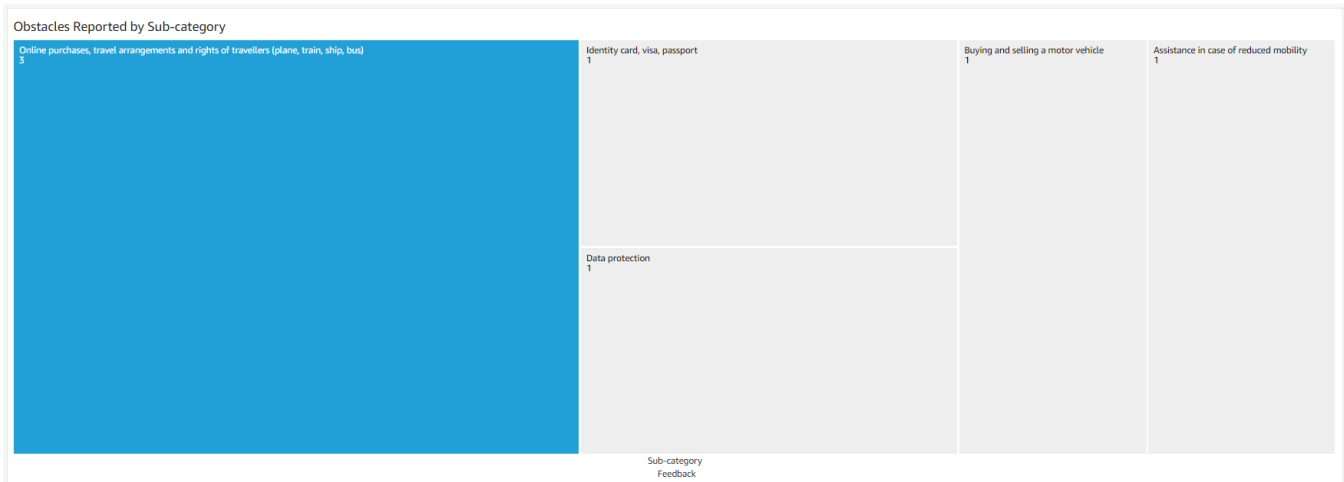 Obstacles Reported by Sub-category
Online purchases, travel arrangements and rights of travellers (plane, train, ship, bus)
3
Identity card, visa, passport
1
Data protection
1
Buying and selling a motor vehicle
1
Assistance in case of reduced mobility
1
Sub-category
Feedback